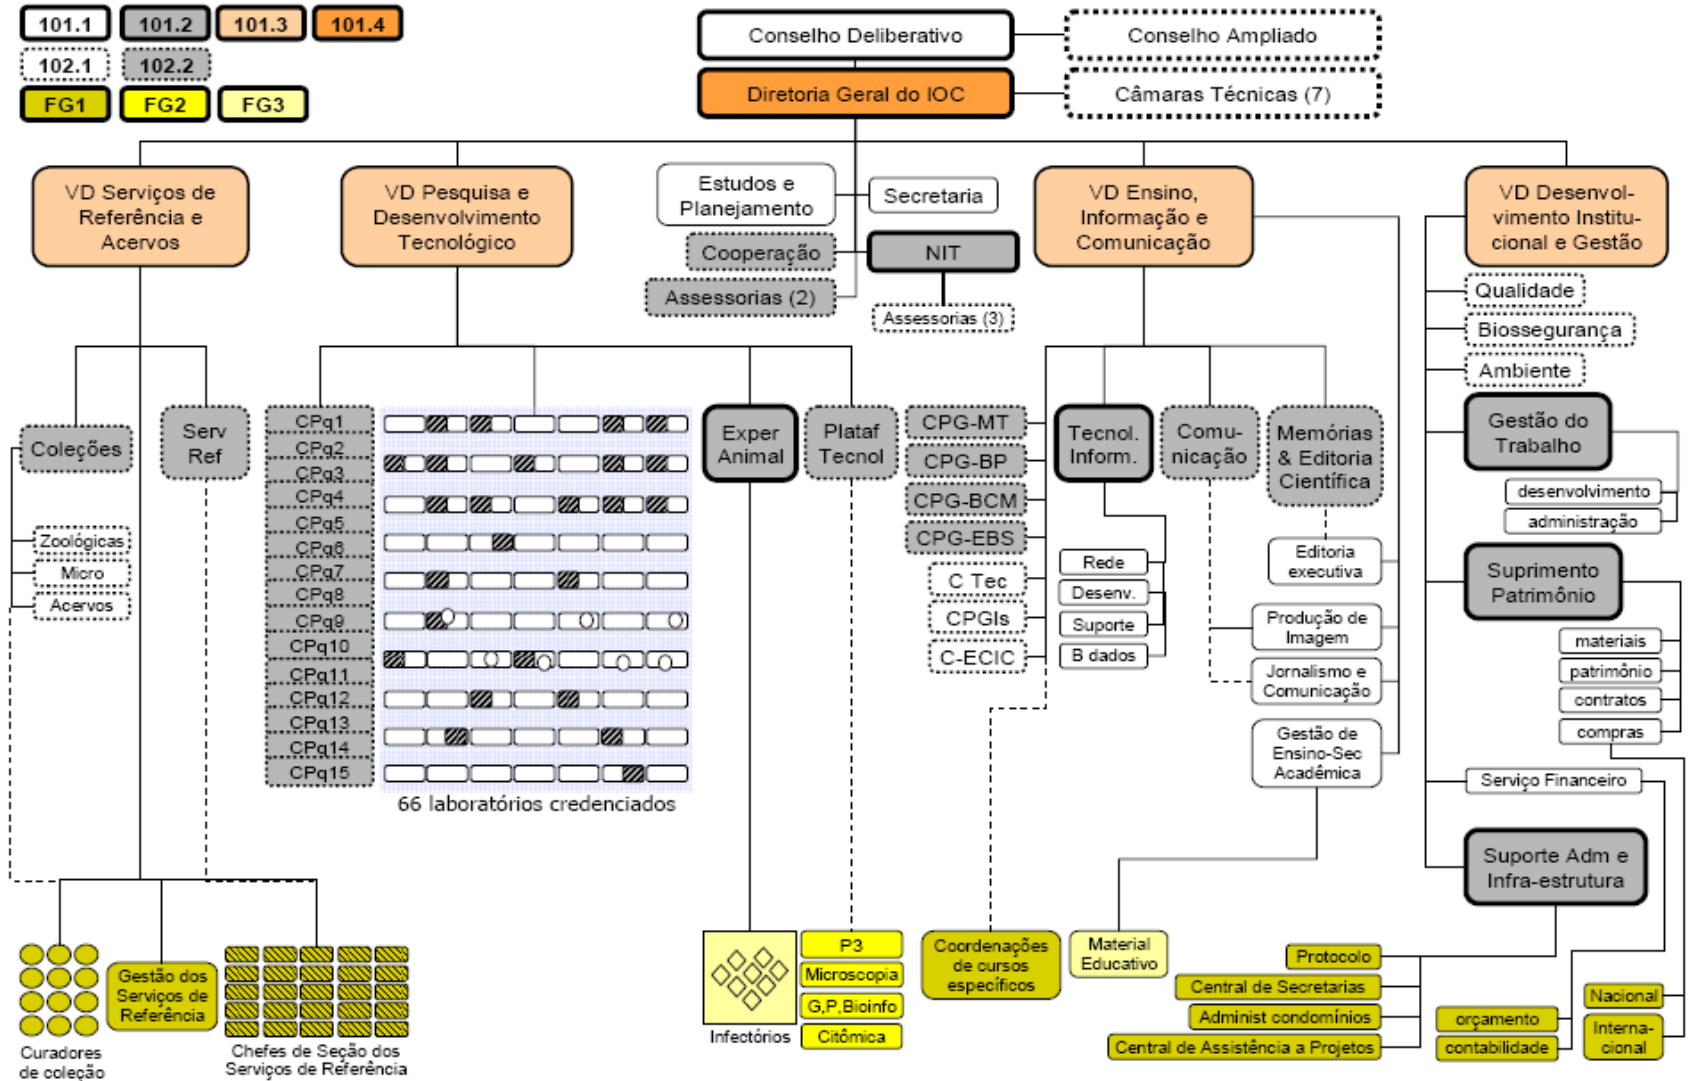 101.1
101.2
101.3
101.4
102.1
102.2
FG1
FG2
FG3
Conselho Deliberativo
Conselho Ampliado
Diretoria Geral do IOC
Câmaras Técnicas (7)
VD Serviços de
Referência e
Acervos
VD Pesquisa e
Desenvolvimento
Tecnológico
Estudos e
Planejamento
Secretaria
Cooperação
NIT
Assessorias (2)
Assessorias (3)
VD Ensino,
Informação e
Comunicação
VD Desenvol-
vimento Institu-
cional e Gestão
Qualidade
Biossegurança
Ambiente
Coleções
Serv
Ref
Zoológicas
Micro
Acervos
CPq1
CPq2
CPq3
CPq4
CPq5
CPq6
CPq7
CPq8
CPq9
CPq10
CPq11
CPq12
CPq13
CPq14
CPq15
66 laboratórios credenciados
Exper
Animal
Plataf
Tecnol
CPG-MT
CPG-BP
CPG-BCM
CPG-EBS
C Tec
CPGIs
C-ECIC
Tecnol.
Inform.
Rede
Desenv.
Suporte
B dados
Comu-
nicação
Memórias
& Editoria
Científica
Editoria
executiva
Produção de
Imagem
Jornalismo e
Comunicação
Gestão de
Ensino-Sec
Acadêmica
Gestão do
Trabalho
desenvolvimento
administração
Suprimento
Patrimônio
materiais
patrimônio
contratos
compras
Serviço Financeiro
Suporte Adm e
Infra-estrutura
Curadores
de coleção
Gestão dos
Serviços de
Referência
Chefes de Seção dos
Serviços de Referência
Infectórios
P3
Microscopia
G,P,Bioinfo
Citômica
Coordenações
de cursos
específicos
Material
Educativo
Protocolo
Central de Secretarias
Administ condomínios
Central de Assistência a Projetos
orçamento
contabilidade
Nacional
Interna-
cional